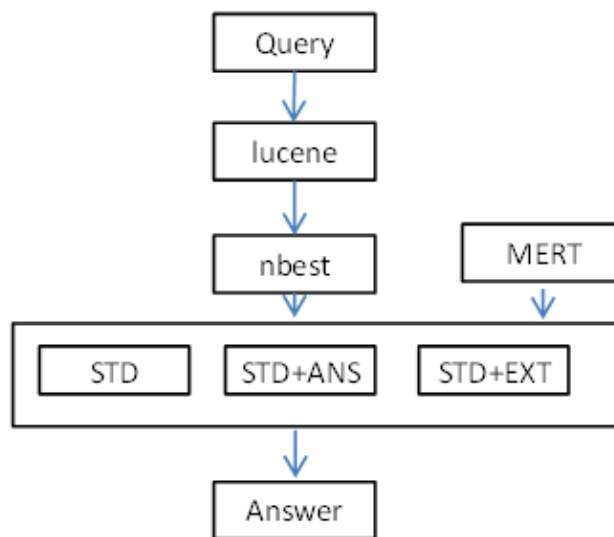 Query
lucene
nbest
MERT
STD
STD+ANS
STD+EXT
Answer